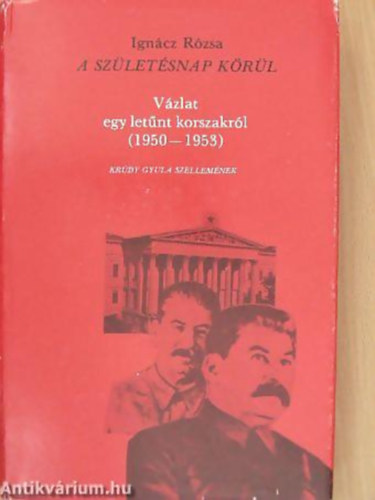 Ignácz Rózsa
A SZÜLETÉSNAP KÖRÜL
Vázlat
egy letűnt korszakról
(1950—1953)
KRÚDY GYULA SZELLEMÉNEK
Antikvárium.hu